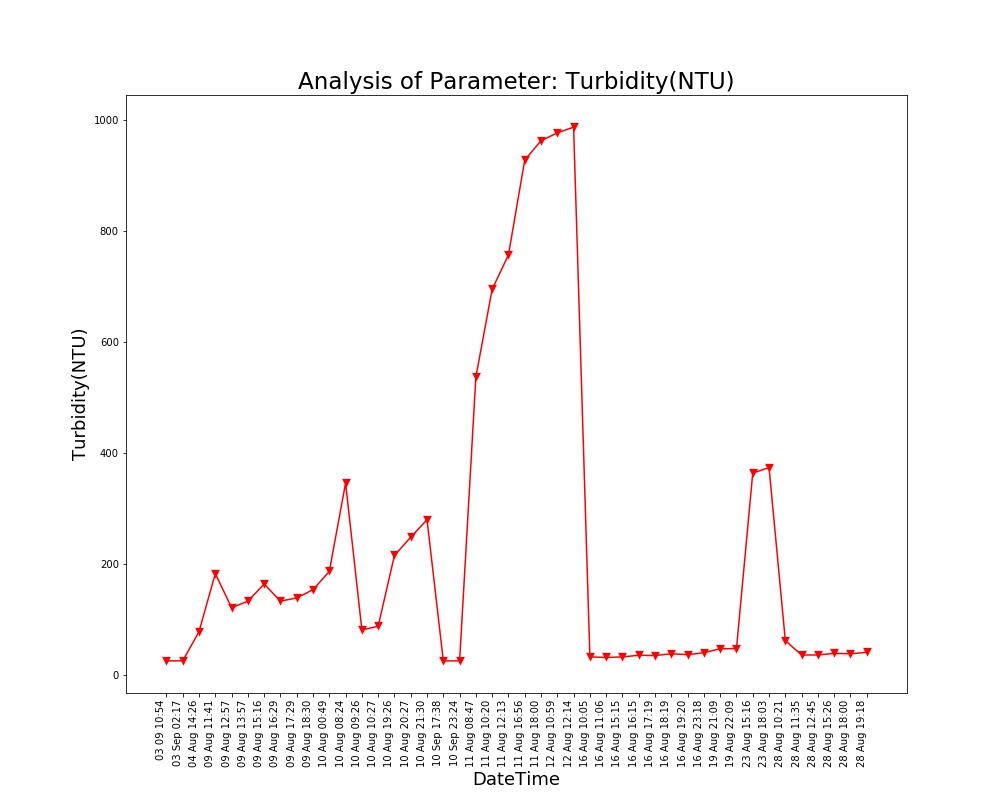 Analysis of Parameter: Turbidity(NTU)
Turbidity(NTU)
1000
800
600
400
200
0
03 09 10:54
03 Sep 02:17
04 Aug 14:26
09 Aug 11:41
09 Aug 12:57
09 Aug 13:57
09 Aug 15:16
09 Aug 16:29
09 Aug 17:29
09 Aug 18:30
10 Aug 00:49
10 Aug 08:24
10 Aug 09:26
10 Aug 10:27
10 Aug 19:26
10 Aug 20:27
10 Aug 21:30
10 Sep 17:38
10 Sep 23:24
11 Aug 08:47
11 Aug 10:20
11 Aug 12:13
11 Aug 16:56
11 Aug 18:00
12 Aug 10:59
12 Aug 12:14
16 Aug 10:05
16 Aug 11:06
16 Aug 15:15
16 Aug 16:15
16 Aug 17:19
16 Aug 18:19
16 Aug 19:20
16 Aug 23:18
19 Aug 21:09
19 Aug 22:09
23 Aug 15:16
23 Aug 18:03
28 Aug 10:21
28 Aug 11:35
28 Aug 12:45
28 Aug 15:26
28 Aug 18:00
28 Aug 19:18
DateTime